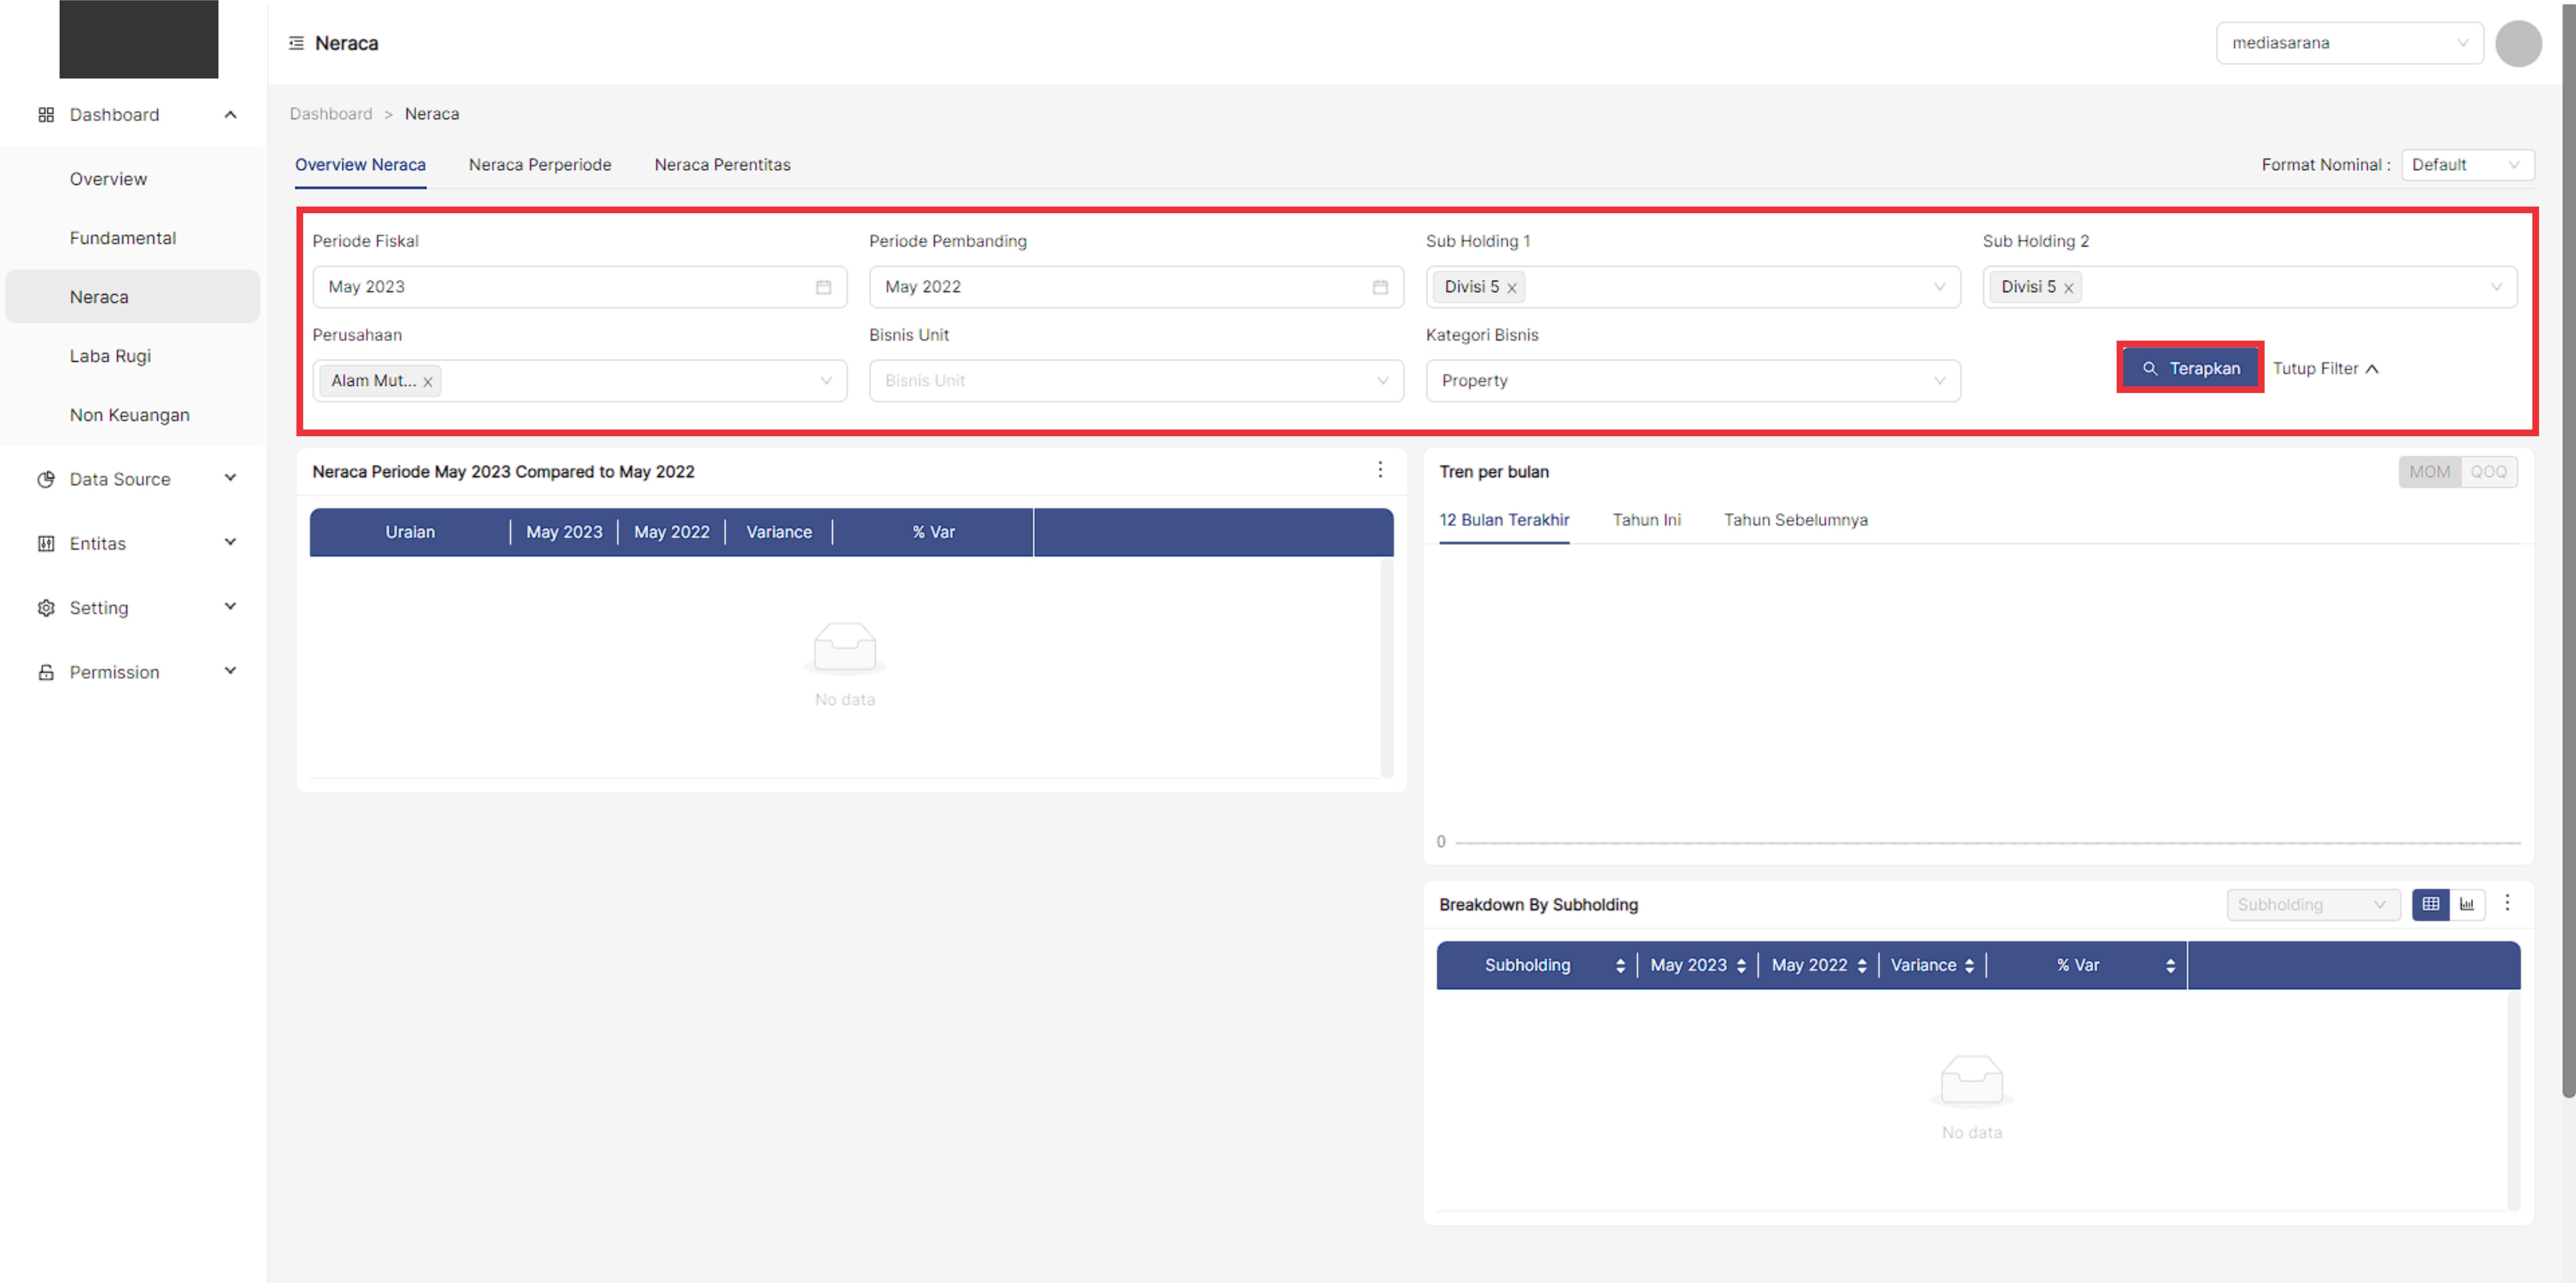 Neraca
mediasarana
Dashboard
Overview
Fundamental
Neraca
Laba Rugi
Non Keuangan
Data Source
Entitas
Setting
Permission
Dashboard > Neraca
Overview Neraca Neraca Perperiode Neraca Perentitas
Format Nominal : Default
Periode Fiskal Periode Pembanding Sub Holding 1 Sub Holding 2
May 2023 May 2022 Divisi 5 Divisi 5
Perusahaan Bisnis Unit Kategori Bisnis
Alam Mut... Bisnis Unit Property Terapkan Tutup Filter
Neraca Periode May 2023 Compared to May 2022
Uraian May 2023 May 2022 Variance % Var
No data
Tren per bulan MOM QOQ
12 Bulan Terakhir Tahun Ini Tahun Sebelumnya
0
Breakdown By Subholding Subholding
Subholding May 2023 May 2022 Variance % Var
No data